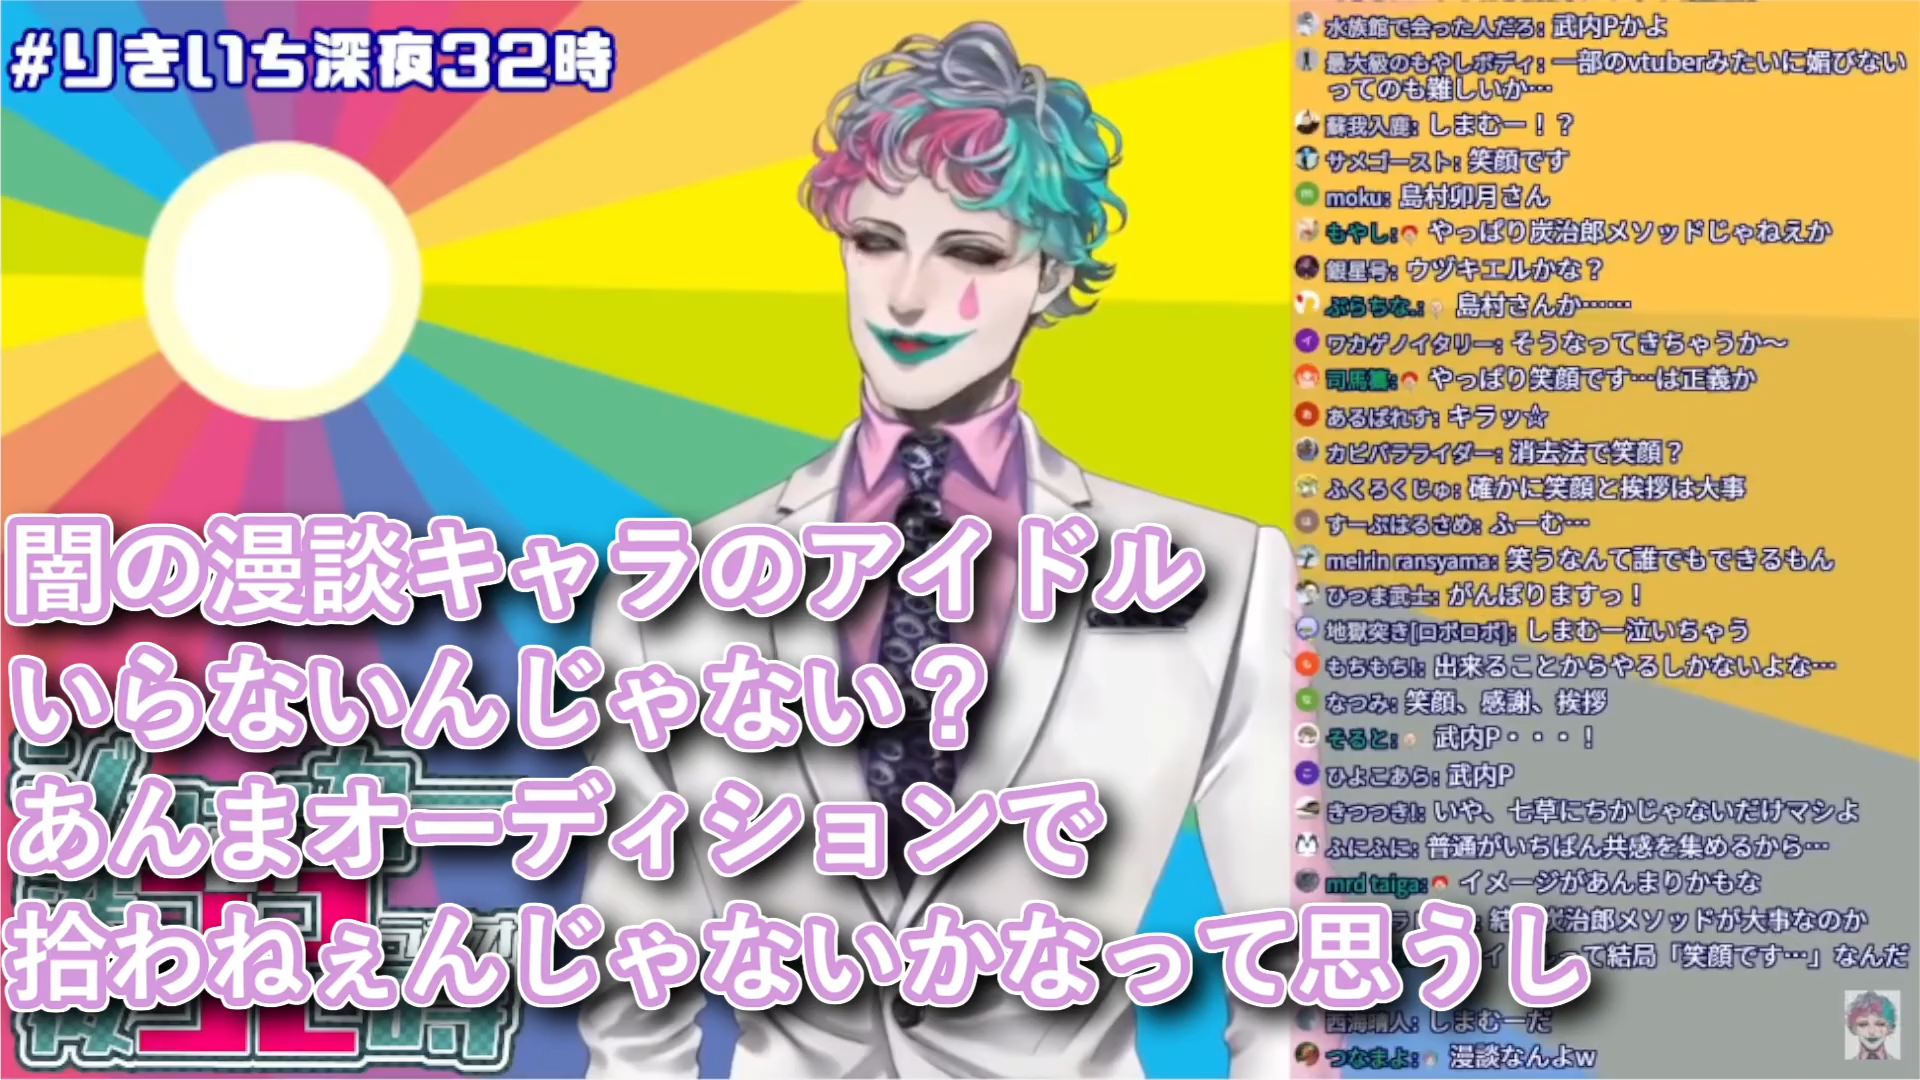 #りきいち深夜32時
闇の漫談キャラのアイドル
いらないんじゃない？
あんまオーディションで
拾わねぇんじゃないかなって思うし
水族館で会った人だろ: 武内Pかよ
最大級のもやしボディ: 一部のvtuberみたいに媚びない
ってのも難しいか…
蘇我入鹿: しまむー！？
サメゴースト: 笑顔です
moku: 島村卯月さん
もやし: やっぱり炭治郎メソッドじゃねえか
銀星号: ウヅキエルかな？
ぷらちな.: 島村さんか……
ワカゲノイタリー: そうなってきちゃうか～
司馬鷹: やっぱり笑顔です…は正義か
あるぱれす: キラッ☆
カピバラライダー: 消去法で笑顔？
ふくろくじゅ: 確かに笑顔と挨拶は大事
すーぷはるさめ: ふーむ…
meirin ransyama: 笑うなんて誰でもできるもん
ひつま武士: がんばりますっ！
地獄突き[ロボロボ]: しまむー泣いちゃう
もちもち!: 出来ることからやるしかないよな…
なつみ: 笑顔、感謝、挨拶
そると: 武内P・・・！
ひよこあら: 武内P
きつつき!: いや、七草にちかじゃないだけマシよ
ふにふに: 普通がいちばん共感を集めるから…
mrd taiga: イメージがあんまりかもな
炭治郎メソッドが大事なのか
って結局「笑顔です…」なんだ
西海晴人: しまむーだ
つなまよ: 漫談なんよw